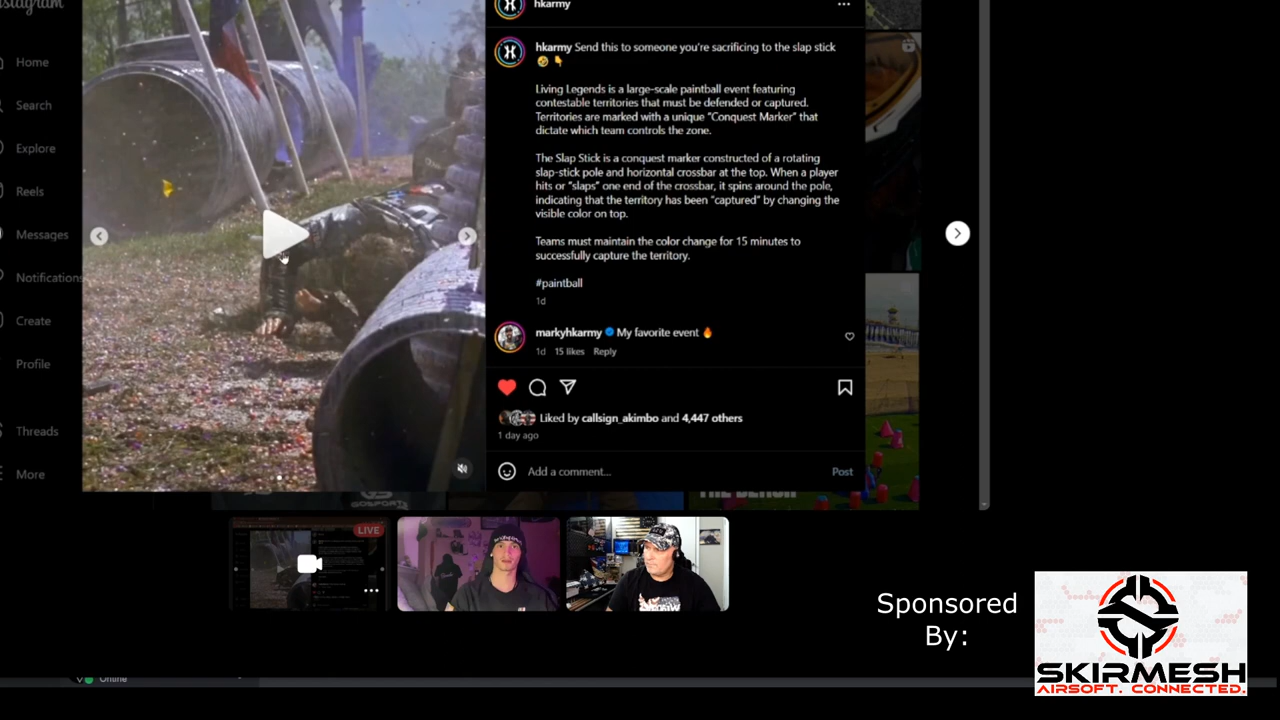 Instagram
Home
Search
Explore
Reels
Messages
Notifications
Create
Profile
Threads
More
hkarmy
hkarmy Send this to someone you're sacrificing to the slap stick
🤣👇
Living Legends is a large-scale paintball event featuring
contestable territories that must be defended or captured.
Territories are marked with a unique "Conquest Marker" that
dictate which team controls the zone.
The Slap Stick is a conquest marker constructed of a rotating
slap-stick pole and horizontal crossbar at the top. When a player
hits or "slaps" one end of the crossbar, it spins around the pole,
indicating that the territory has been "captured" by changing the
visible color on top.
Teams must maintain the color change for 15 minutes to
successfully capture the territory.
#paintball
1d
markyhkarmy My favorite event 🔥
1d 15 likes Reply
Liked by callsign_akimbo and 4,447 others
1 day ago
Add a comment...
Post
GOSPORTS
THE BENCH
LIVE
Sponsored
By:
SKIRMESH
AIRSOFT. CONNECTED.
Online